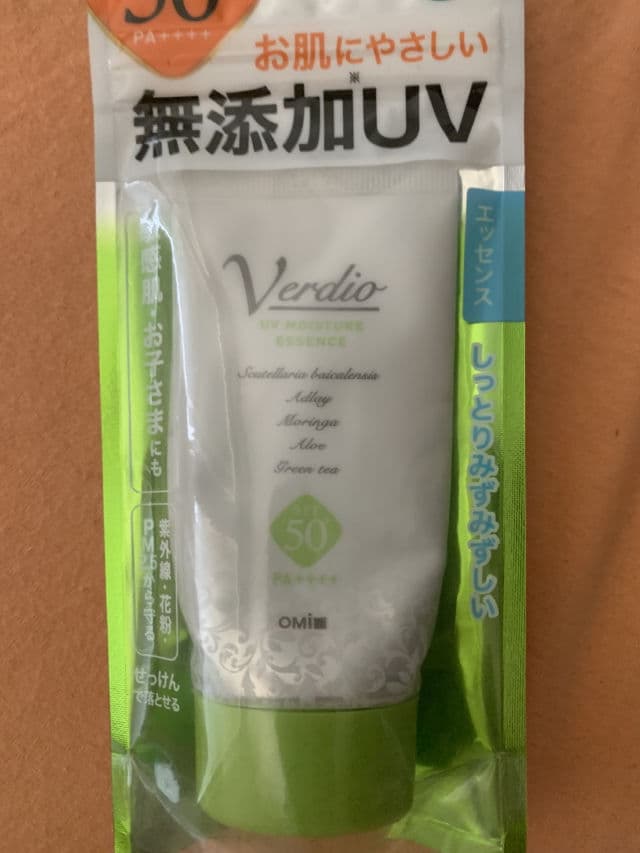 50
PA++++
お肌にやさしい
※
無添加UV
エッセンス
しっとりみずみずしい
感肌・お子さまにも
紫外線・花粉・
PM2.5から守る
せっけん
で落とせる
Verdio
UV MOISTURE
ESSENCE
Scutellaria baicalensis
Adlay
Moringa
Aloe
Green tea
SPF
50+
PA++++
OMi